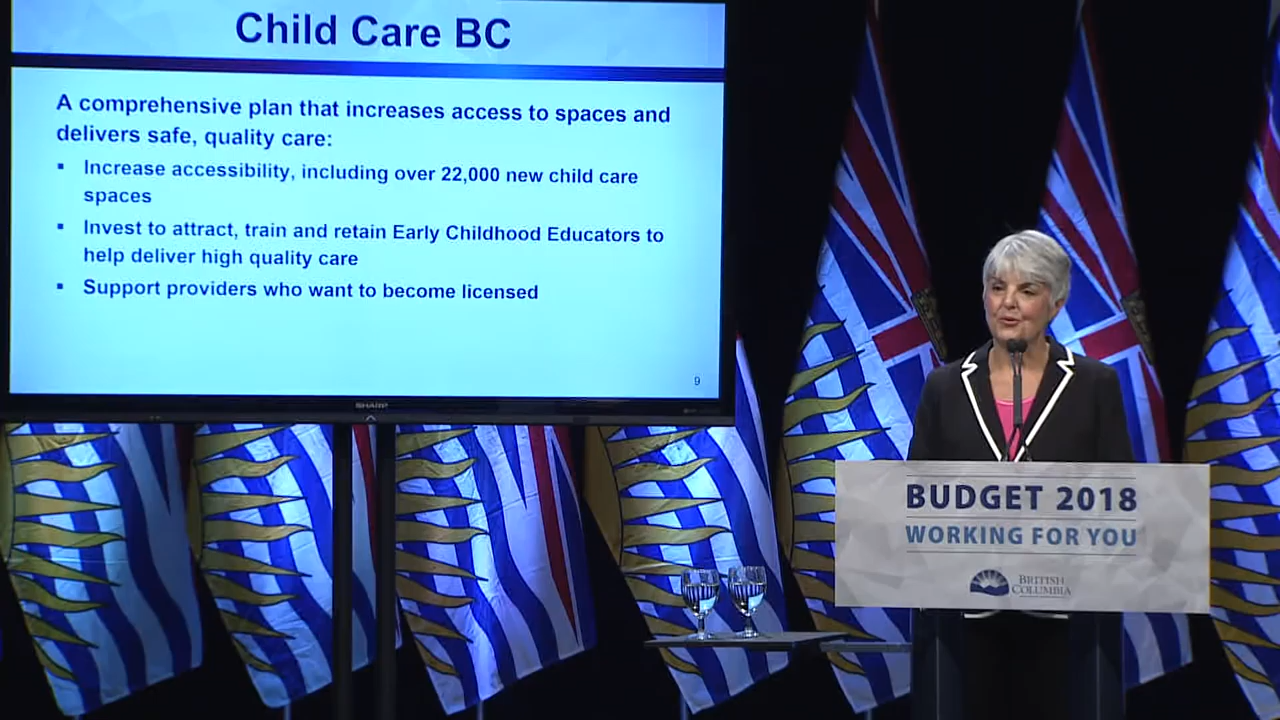 Child Care BC
A comprehensive plan that increases access to spaces and
delivers safe, quality care:
▪ Increase accessibility, including over 22,000 new child care
spaces
▪ Invest to attract, train and retain Early Childhood Educators to
help deliver high quality care
▪ Support providers who want to become licensed
9
SHARP
BUDGET 2018
WORKING FOR YOU
BRITISH
COLUMBIA